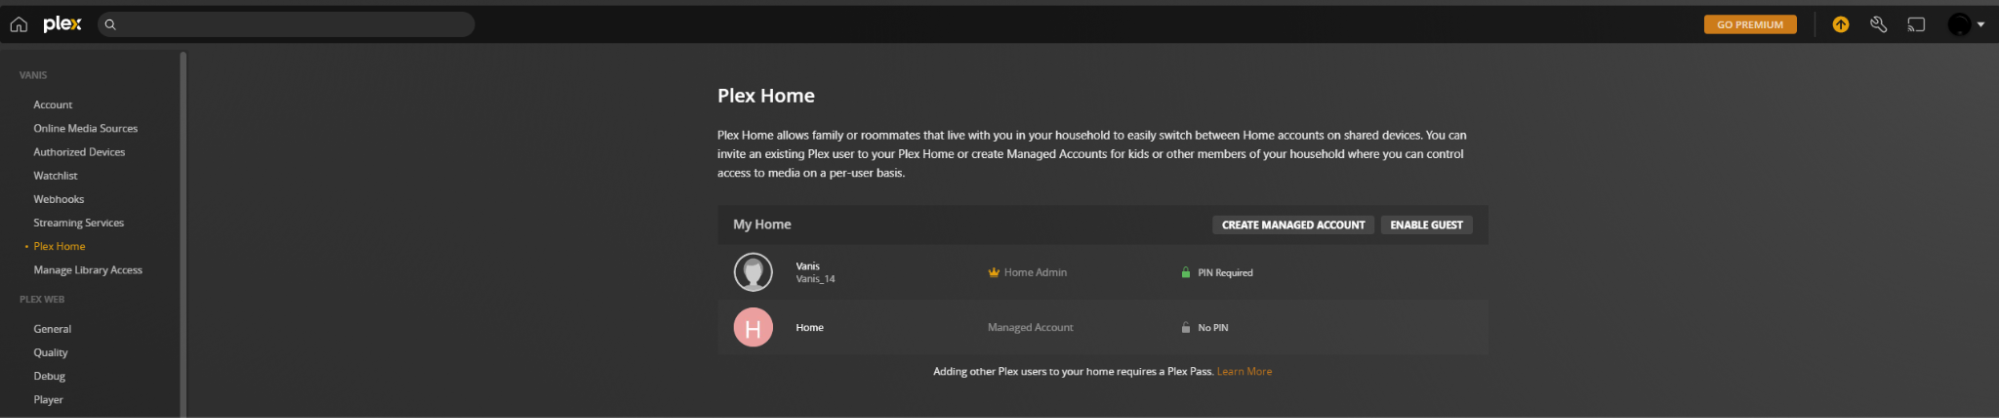 plex
GO PREMIUM
VANIS
Account
Online Media Sources
Authorized Devices
Watchlist
Webhooks
Streaming Services
Plex Home
Manage Library Access
PLEX WEB
General
Quality
Debug
Player
Plex Home
Plex Home allows family or roommates that live with you in your household to easily switch between Home accounts on shared devices. You can
invite an existing Plex user to your Plex Home or create Managed Accounts for kids or other members of your household where you can control
access to media on a per-user basis.
My Home
CREATE MANAGED ACCOUNT
ENABLE GUEST
Vanis
Vanis_14
Home Admin
PIN Required
H
Home
Managed Account
No PIN
Adding other Plex users to your home requires a Plex Pass. Learn More